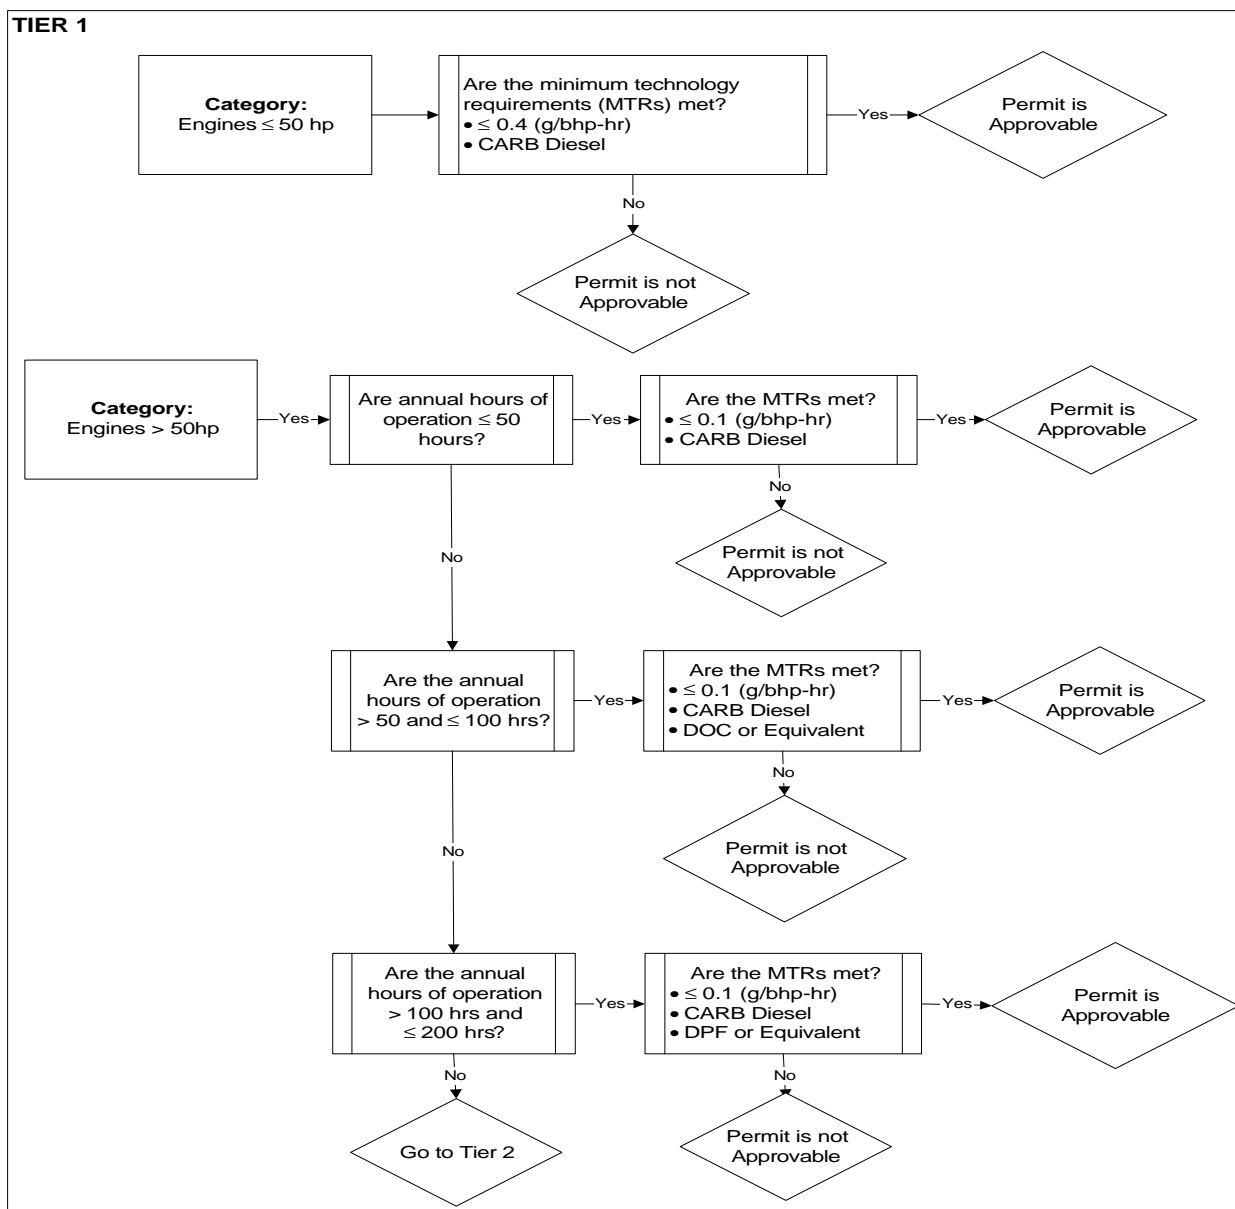 TIER 1
Category:
Engines ≤ 50 hp
Are the minimum technology
requirements (MTRs) met?
• ≤ 0.4 (g/bhp-hr)
• CARB Diesel
Yes
Permit is
Approvable
No
Permit is not
Approvable
Category:
Engines > 50hp
Yes
Are annual hours of
operation ≤ 50
hours?
Yes
Are the MTRs met?
• ≤ 0.1 (g/bhp-hr)
• CARB Diesel
Yes
Permit is
Approvable
No
Permit is not
Approvable
No
Are the annual
hours of operation
> 50 and ≤ 100 hrs?
Yes
Are the MTRs met?
• ≤ 0.1 (g/bhp-hr)
• CARB Diesel
• DOC or Equivalent
Yes
Permit is
Approvable
No
Permit is not
Approvable
No
Are the annual
hours of operation
> 100 hrs and
≤ 200 hrs?
Yes
Are the MTRs met?
• ≤ 0.1 (g/bhp-hr)
• CARB Diesel
• DPF or Equivalent
Yes
Permit is
Approvable
No
Permit is not
Approvable
No
Go to Tier 2